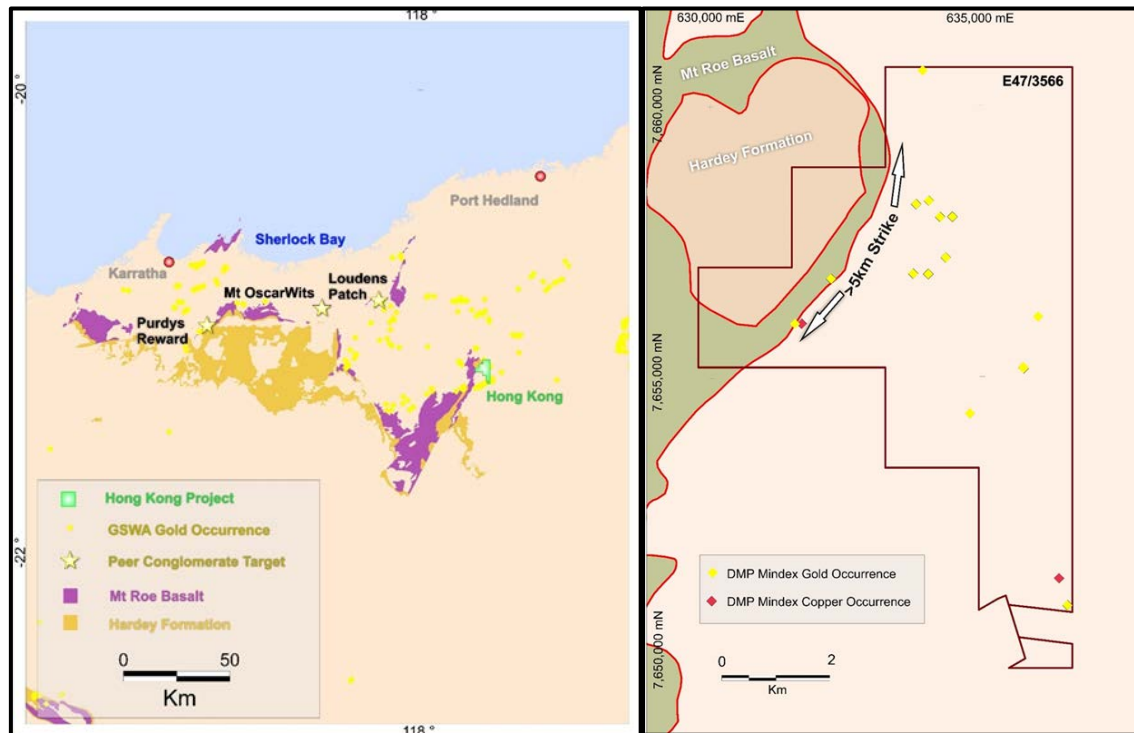 118 °
-20 °
Port Hedland
Sherlock Bay
Karratha
Loudens
Patch
Mt OscarWits
Purdys
Reward
Hong Kong
Hong Kong Project
GSWA Gold Occurrence
Peer Conglomerate Target
Mt Roe Basalt
Hardey Formation
0 50
Km
-22 °
118 °
630,000 mE 635,000 mE
Mt Roe Basalt
E47/3566
7,660,000 mN
Hardey Formation
>5km Strike
7,655,000 mN
DMP Mindex Gold Occurrence
DMP Mindex Copper Occurrence
0 2
Km
7,650,000 mN